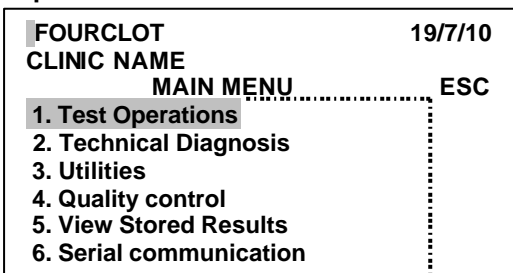 FOURCLOT 19/7/10
CLINIC NAME
MAIN MENU ESC
1. Test Operations
2. Technical Diagnosis
3. Utilities
4. Quality control
5. View Stored Results
6. Serial communication